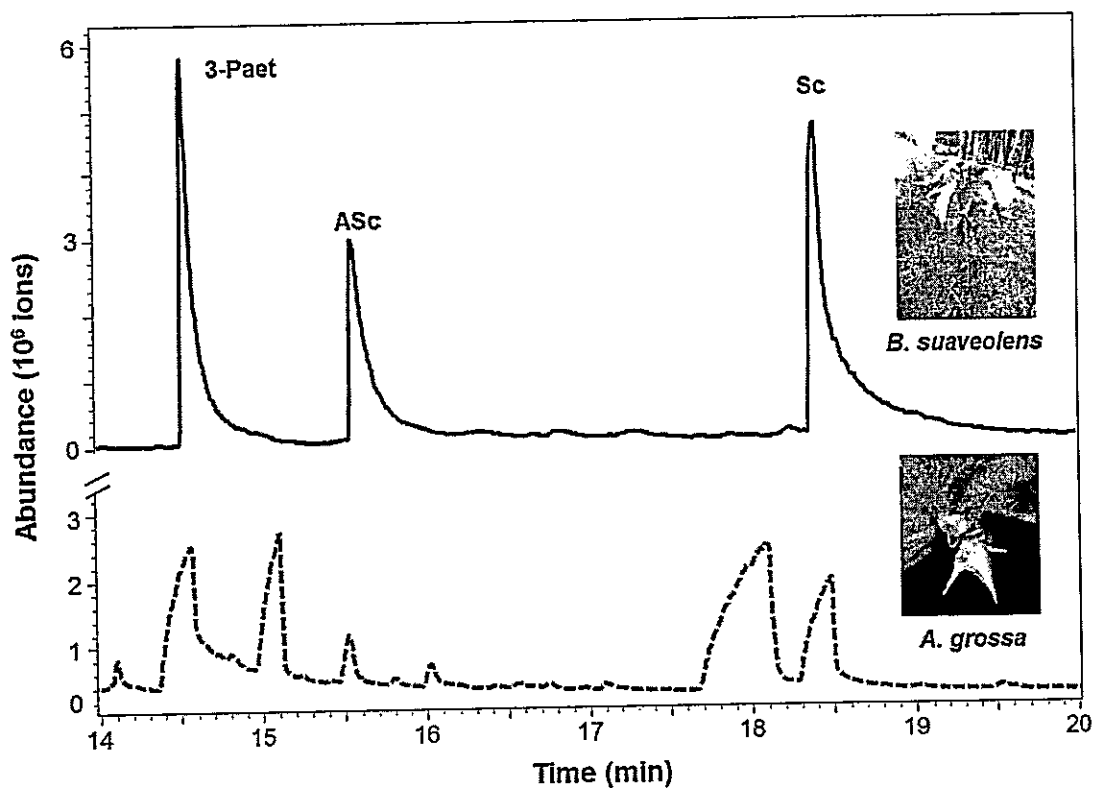 6
3-Paet
Sc
ASc
3
B. suaveolens
0
Abundance (10⁶ Ions)
3
2
1
A. grossa
0
14 15 16 17 18 19 20
Time (min)